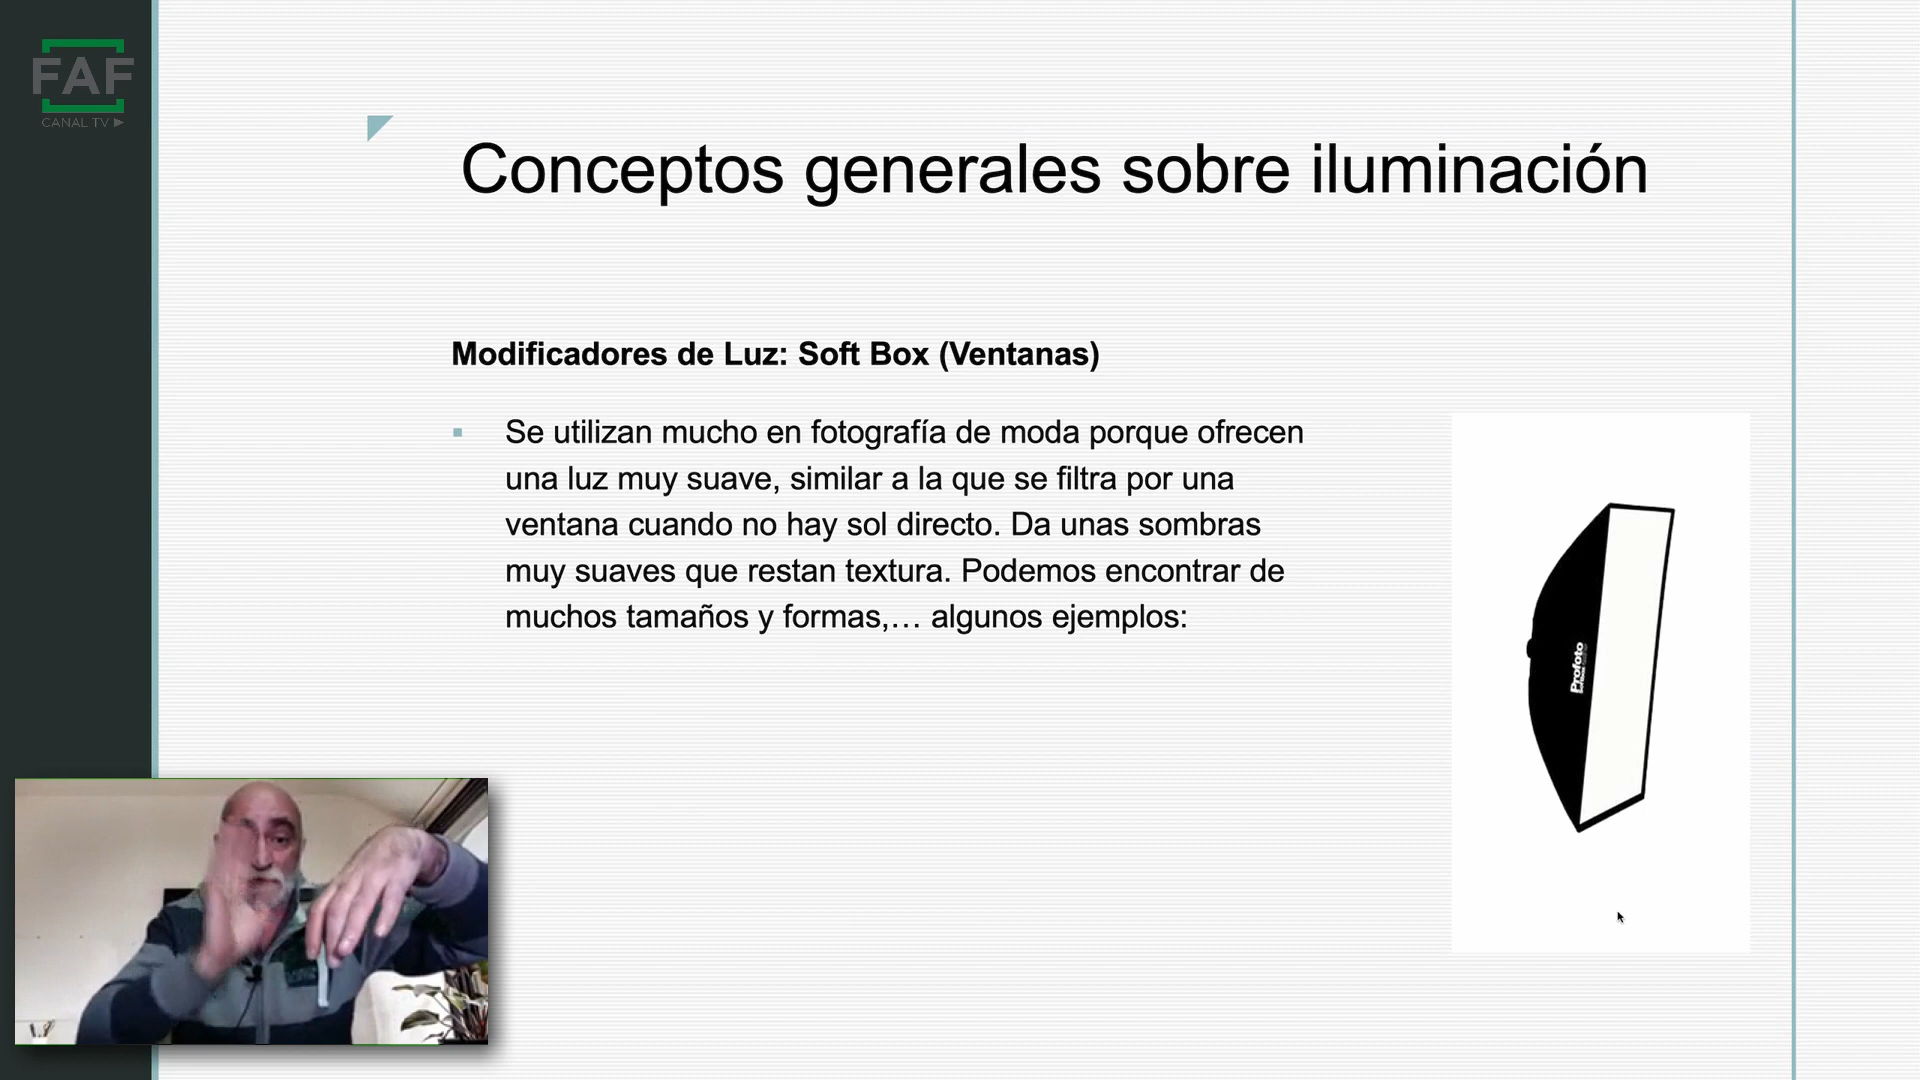 FAF
CANAL TV
Conceptos generales sobre iluminación
Modificadores de Luz: Soft Box (Ventanas)
Se utilizan mucho en fotografía de moda porque ofrecen
una luz muy suave, similar a la que se filtra por una
ventana cuando no hay sol directo. Da unas sombras
muy suaves que restan textura. Podemos encontrar de
muchos tamaños y formas,… algunos ejemplos:
Profoto